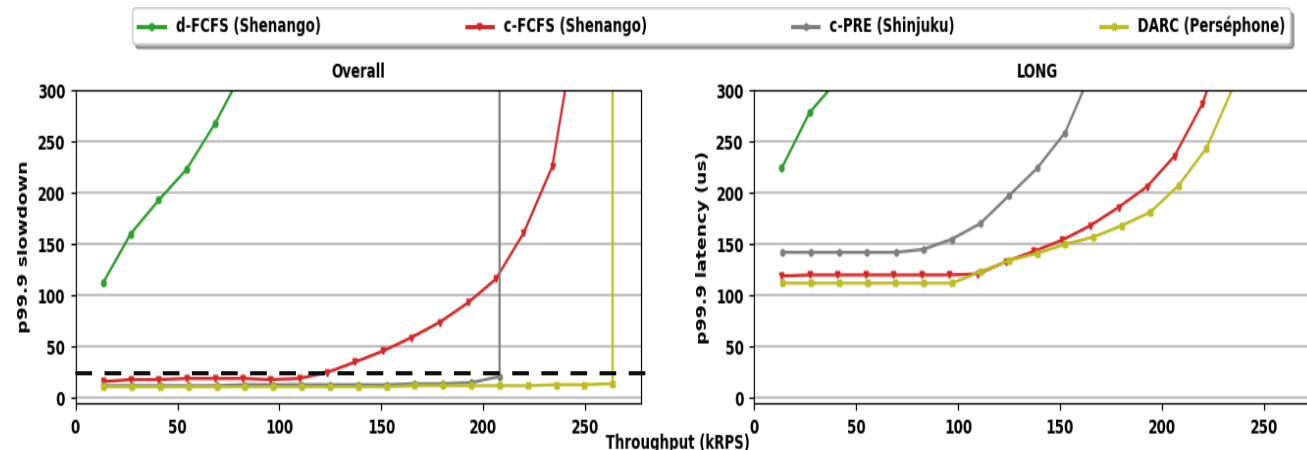 d-FCFS (Shenango) c-FCFS (Shenango) c-PRE (Shinjuku) DARC (Perséphone)
Overall
p99.9 slowdown
300
250
200
150
100
50
0
0 50 100 150 200 250
LONG
p99.9 latency (us)
300
250
200
150
100
50
0
0 50 100 150 200 250
Throughput (kRPS)